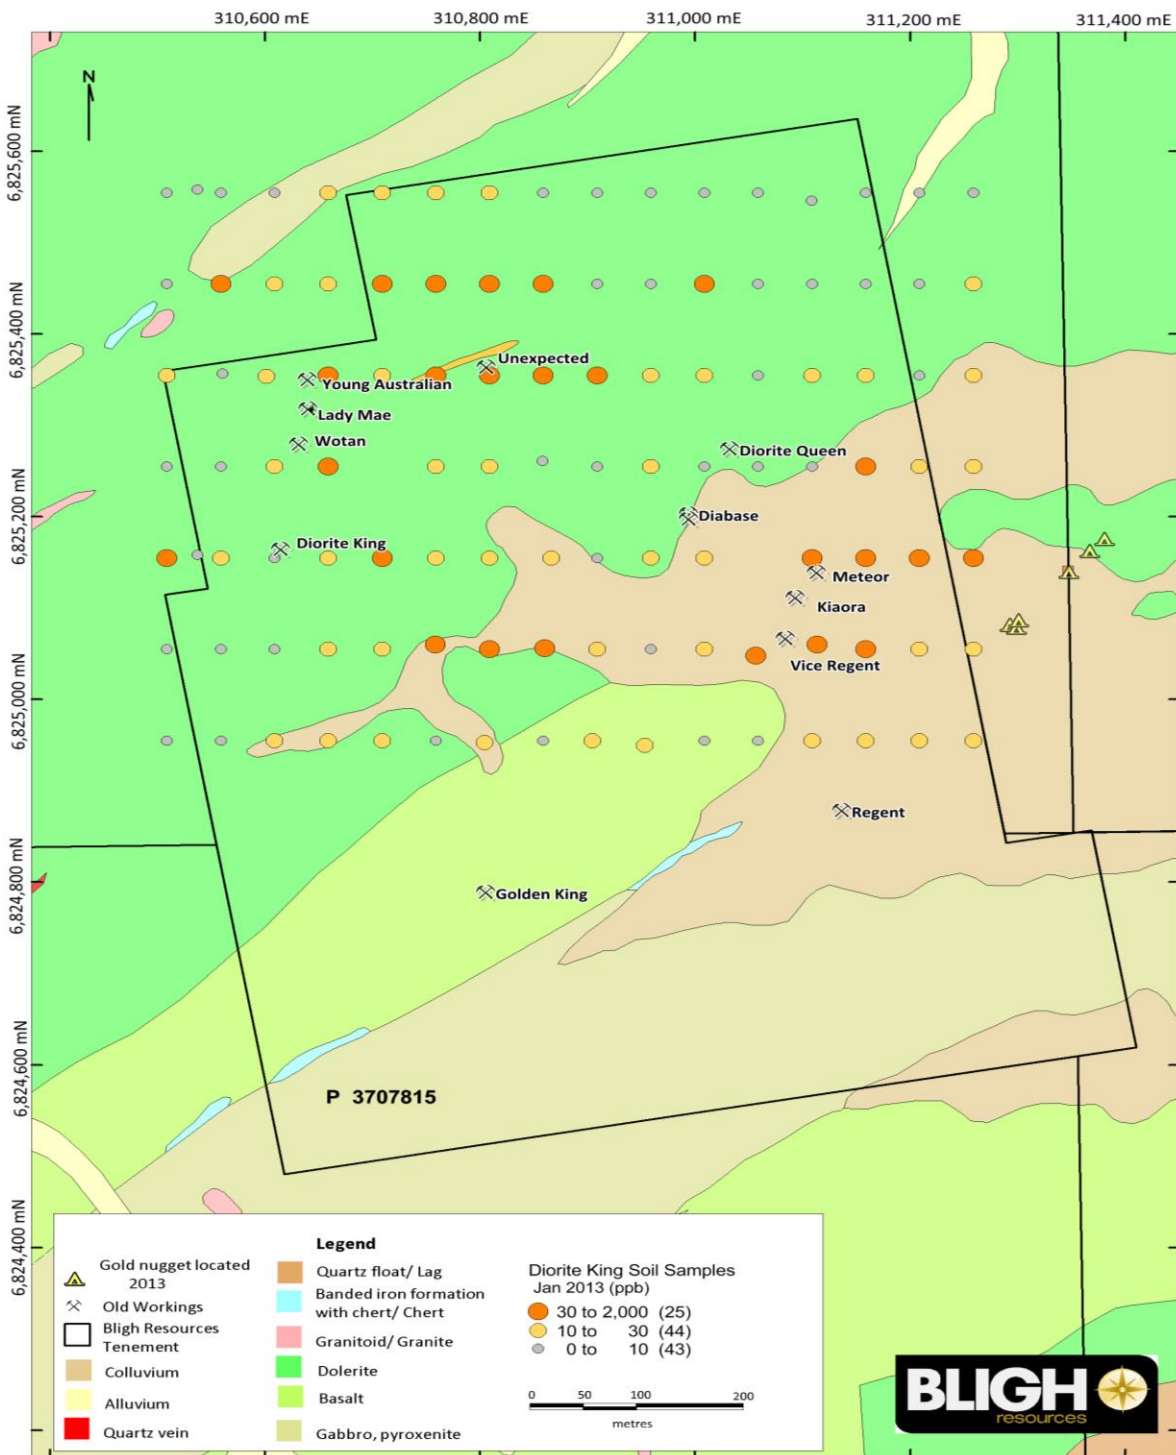 310,600 mE
310,800 mE
311,000 mE
311,200 mE
311,400 mE
N
6,825,600 mN
6,825,400 mN
6,825,200 mN
6,825,000 mN
6,824,800 mN
6,824,600 mN
6,824,400 mN
Unexpected
Young Australian
Lady Mae
Wotan
Diorite Queen
Diabase
Diorite King
Meteor
Kiaora
Vice Regent
Regent
Golden King
P 3707815
Legend
Gold nugget located
2013
Old Workings
Bligh Resources
Tenement
Colluvium
Alluvium
Quartz vein
Quartz float/ Lag
Banded iron formation
with chert/ Chert
Granitoid/ Granite
Dolerite
Basalt
Gabbro, pyroxenite
Diorite King Soil Samples
Jan 2013 (ppb)
30 to 2,000 (25)
10 to 30 (44)
0 to 10 (43)
0 50 100 200
metres
BLIGH
resources